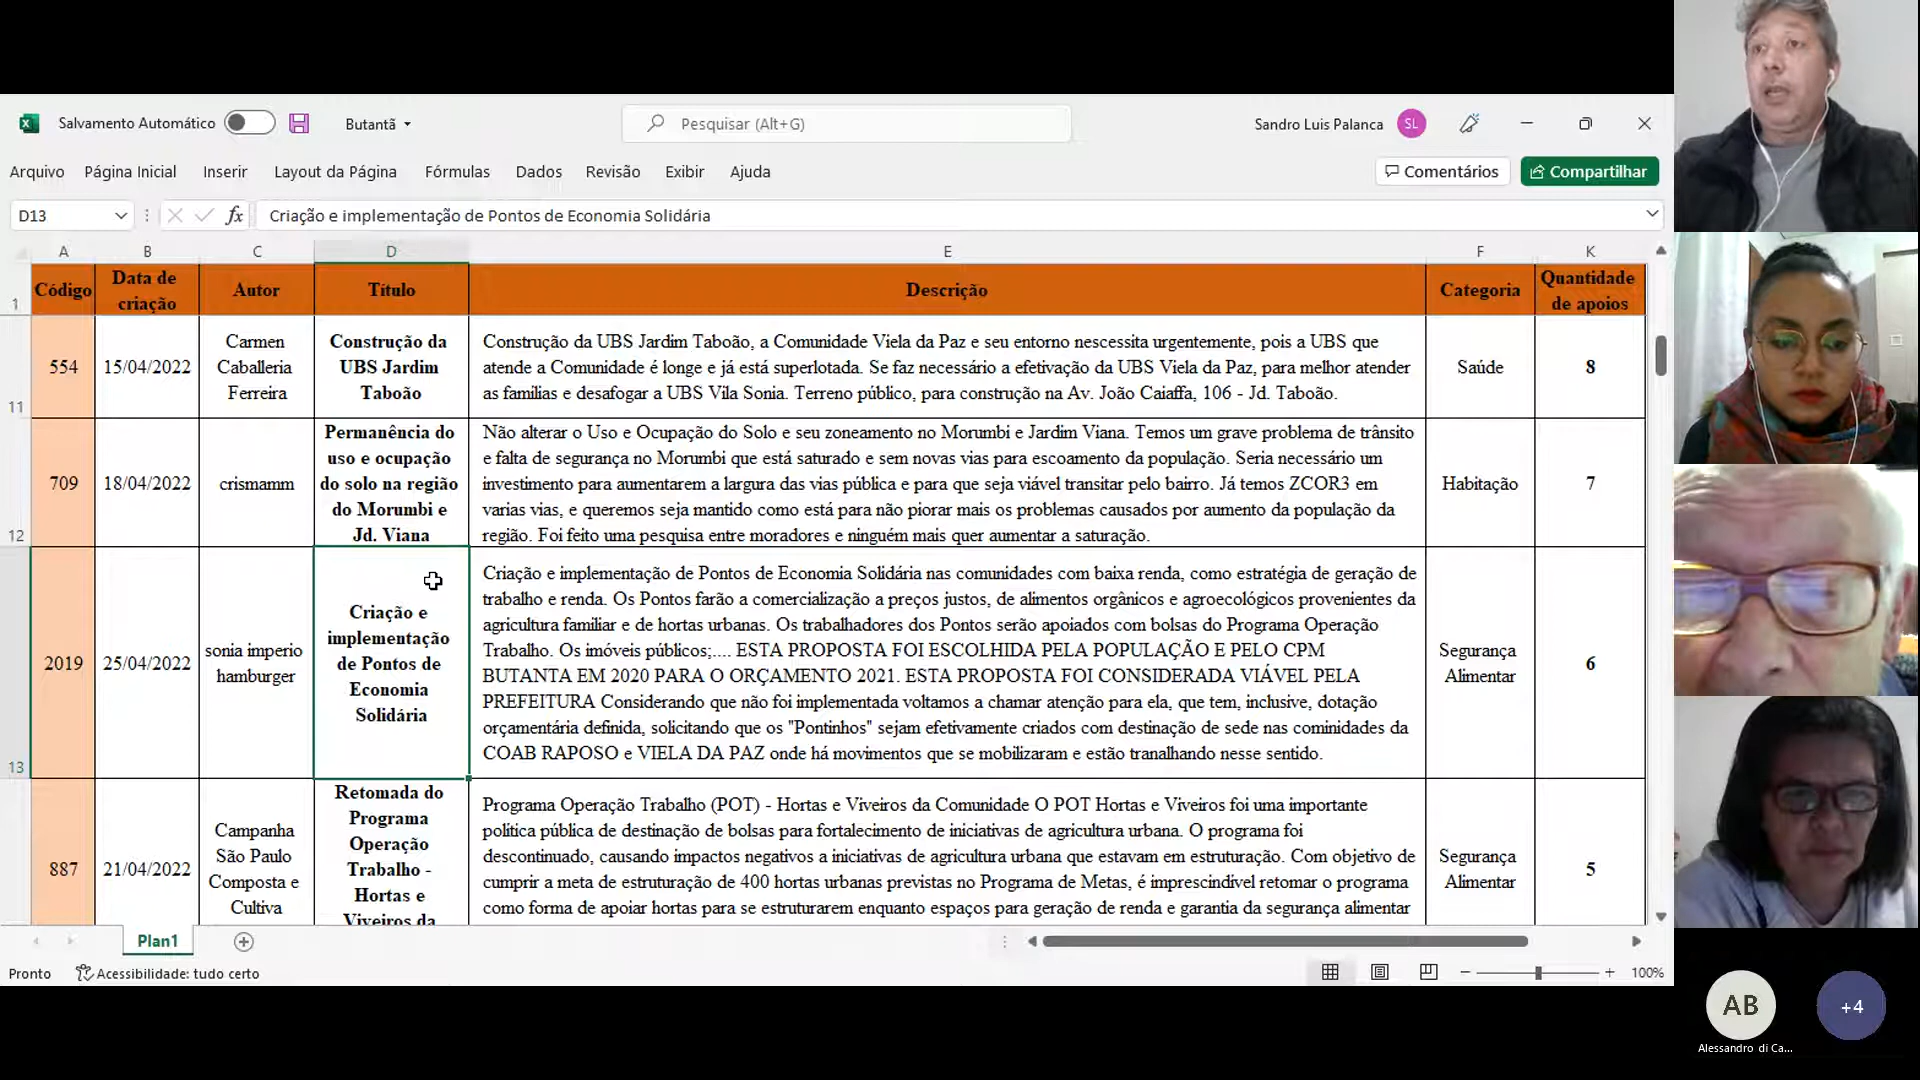 Salvamento Automático
Butantã
Pesquisar (Alt+G)
Sandro Luis Palanca
SL
Arquivo
Página Inicial
Inserir
Layout da Página
Fórmulas
Dados
Revisão
Exibir
Ajuda
Comentários
Compartilhar
D13
fx
Criação e implementação de Pontos de Economia Solidária
A
B
C
D
E
F
K
1
Código
Data de
criação
Autor
Título
Descrição
Categoria
Quantidade
de apoios
11
554
15/04/2022
Carmen
Caballeria
Ferreira
Construção da
UBS Jardim
Taboão
Construção da UBS Jardim Taboão, a Comunidade Viela da Paz e seu entorno nescessita urgentemente, pois a UBS que
atende a Comunidade é longe e já está superlotada. Se faz necessário a efetivação da UBS Viela da Paz, para melhor atender
as famílias e desafogar a UBS Vila Sonia. Terreno público, para construção na Av. João Caiaffa, 106 - Jd. Taboão.
Saúde
8
12
709
18/04/2022
crismamm
Permanência do
uso e ocupação
do solo na região
do Morumbi e
Jd. Viana
Não alterar o Uso e Ocupação do Solo e seu zoneamento no Morumbi e Jardim Viana. Temos um grave problema de trânsito
e falta de segurança no Morumbi que está saturado e sem novas vias para escoamento da população. Seria necessário um
investimento para aumentarem a largura das vias pública e para que seja viável transitar pelo bairro. Já temos ZCOR3 em
varias vias, e queremos seja mantido como está para não piorar mais os problemas causados por aumento da população da
região. Foi feito uma pesquisa entre moradores e ninguém mais quer aumentar a saturação.
Habitação
7
13
2019
25/04/2022
sonia imperio
hamburger
Criação e
implementação
de Pontos de
Economia
Solidária
Criação e implementação de Pontos de Economia Solidária nas comunidades com baixa renda, como estratégia de geração de
trabalho e renda. Os Pontos farão a comercialização a preços justos, de alimentos orgânicos e agroecológicos provenientes da
agricultura familiar e de hortas urbanas. Os trabalhadores dos Pontos serão apoiados com bolsas do Programa Operação
Trabalho. Os imóveis públicos;.... ESTA PROPOSTA FOI ESCOLHIDA PELA POPULAÇÃO E PELO CPM
BUTANTA EM 2020 PARA O ORÇAMENTO 2021. ESTA PROPOSTA FOI CONSIDERADA VIÁVEL PELA
PREFEITURA Considerando que não foi implementada voltamos a chamar atenção para ela, que tem, inclusive, dotação
orçamentária definida, solicitando que os "Pontinhos" sejam efetivamente criados com destinação de sede nas cominidades da
COAB RAPOSO e VIELA DA PAZ onde há movimentos que se mobilizaram e estão tranalhando nesse sentido.
Segurança
Alimentar
6
887
21/04/2022
Campanha
São Paulo
Composta e
Cultiva
Retomada do
Programa
Operação
Trabalho -
Hortas e
Viveiros da
Programa Operação Trabalho (POT) - Hortas e Viveiros da Comunidade O POT Hortas e Viveiros foi uma importante
política pública de destinação de bolsas para fortalecimento de iniciativas de agricultura urbana. O programa foi
descontinuado, causando impactos negativos a iniciativas de agricultura urbana que estavam em estruturação. Com objetivo de
cumprir a meta de estruturação de 400 hortas urbanas previstas no Programa de Metas, é imprescindível retomar o programa
como forma de apoiar hortas para se estruturarem enquanto espaços para geração de renda e garantia da segurança alimentar
Segurança
Alimentar
5
Plan1
Pronto
Acessibilidade: tudo certo
100%
AB
+4
Alessandro di Ca...